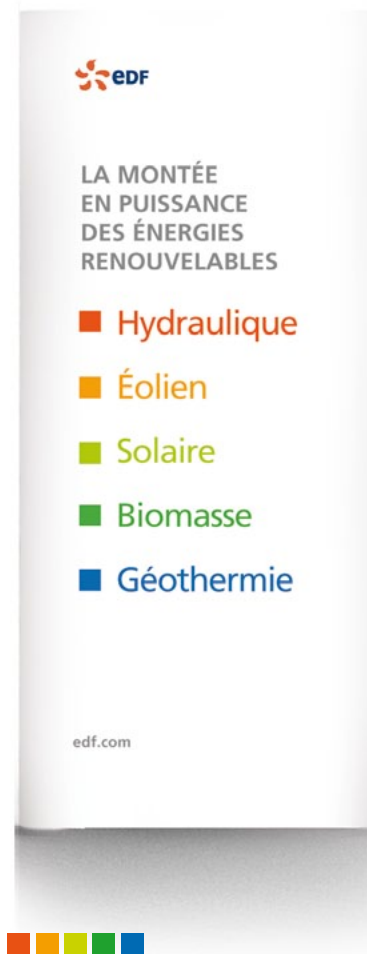 edf
LA MONTÉE
EN PUISSANCE
DES ÉNERGIES
RENOUVELABLES
Hydraulique
Éolien
Solaire
Biomasse
Géothermie
edf.com